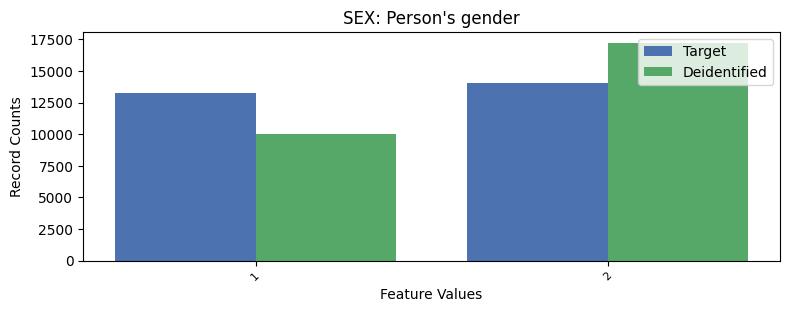 SEX: Person's gender
Target
Deidentified
17500
15000
12500
10000
7500
5000
2500
0
Record Counts
1
2
Feature Values